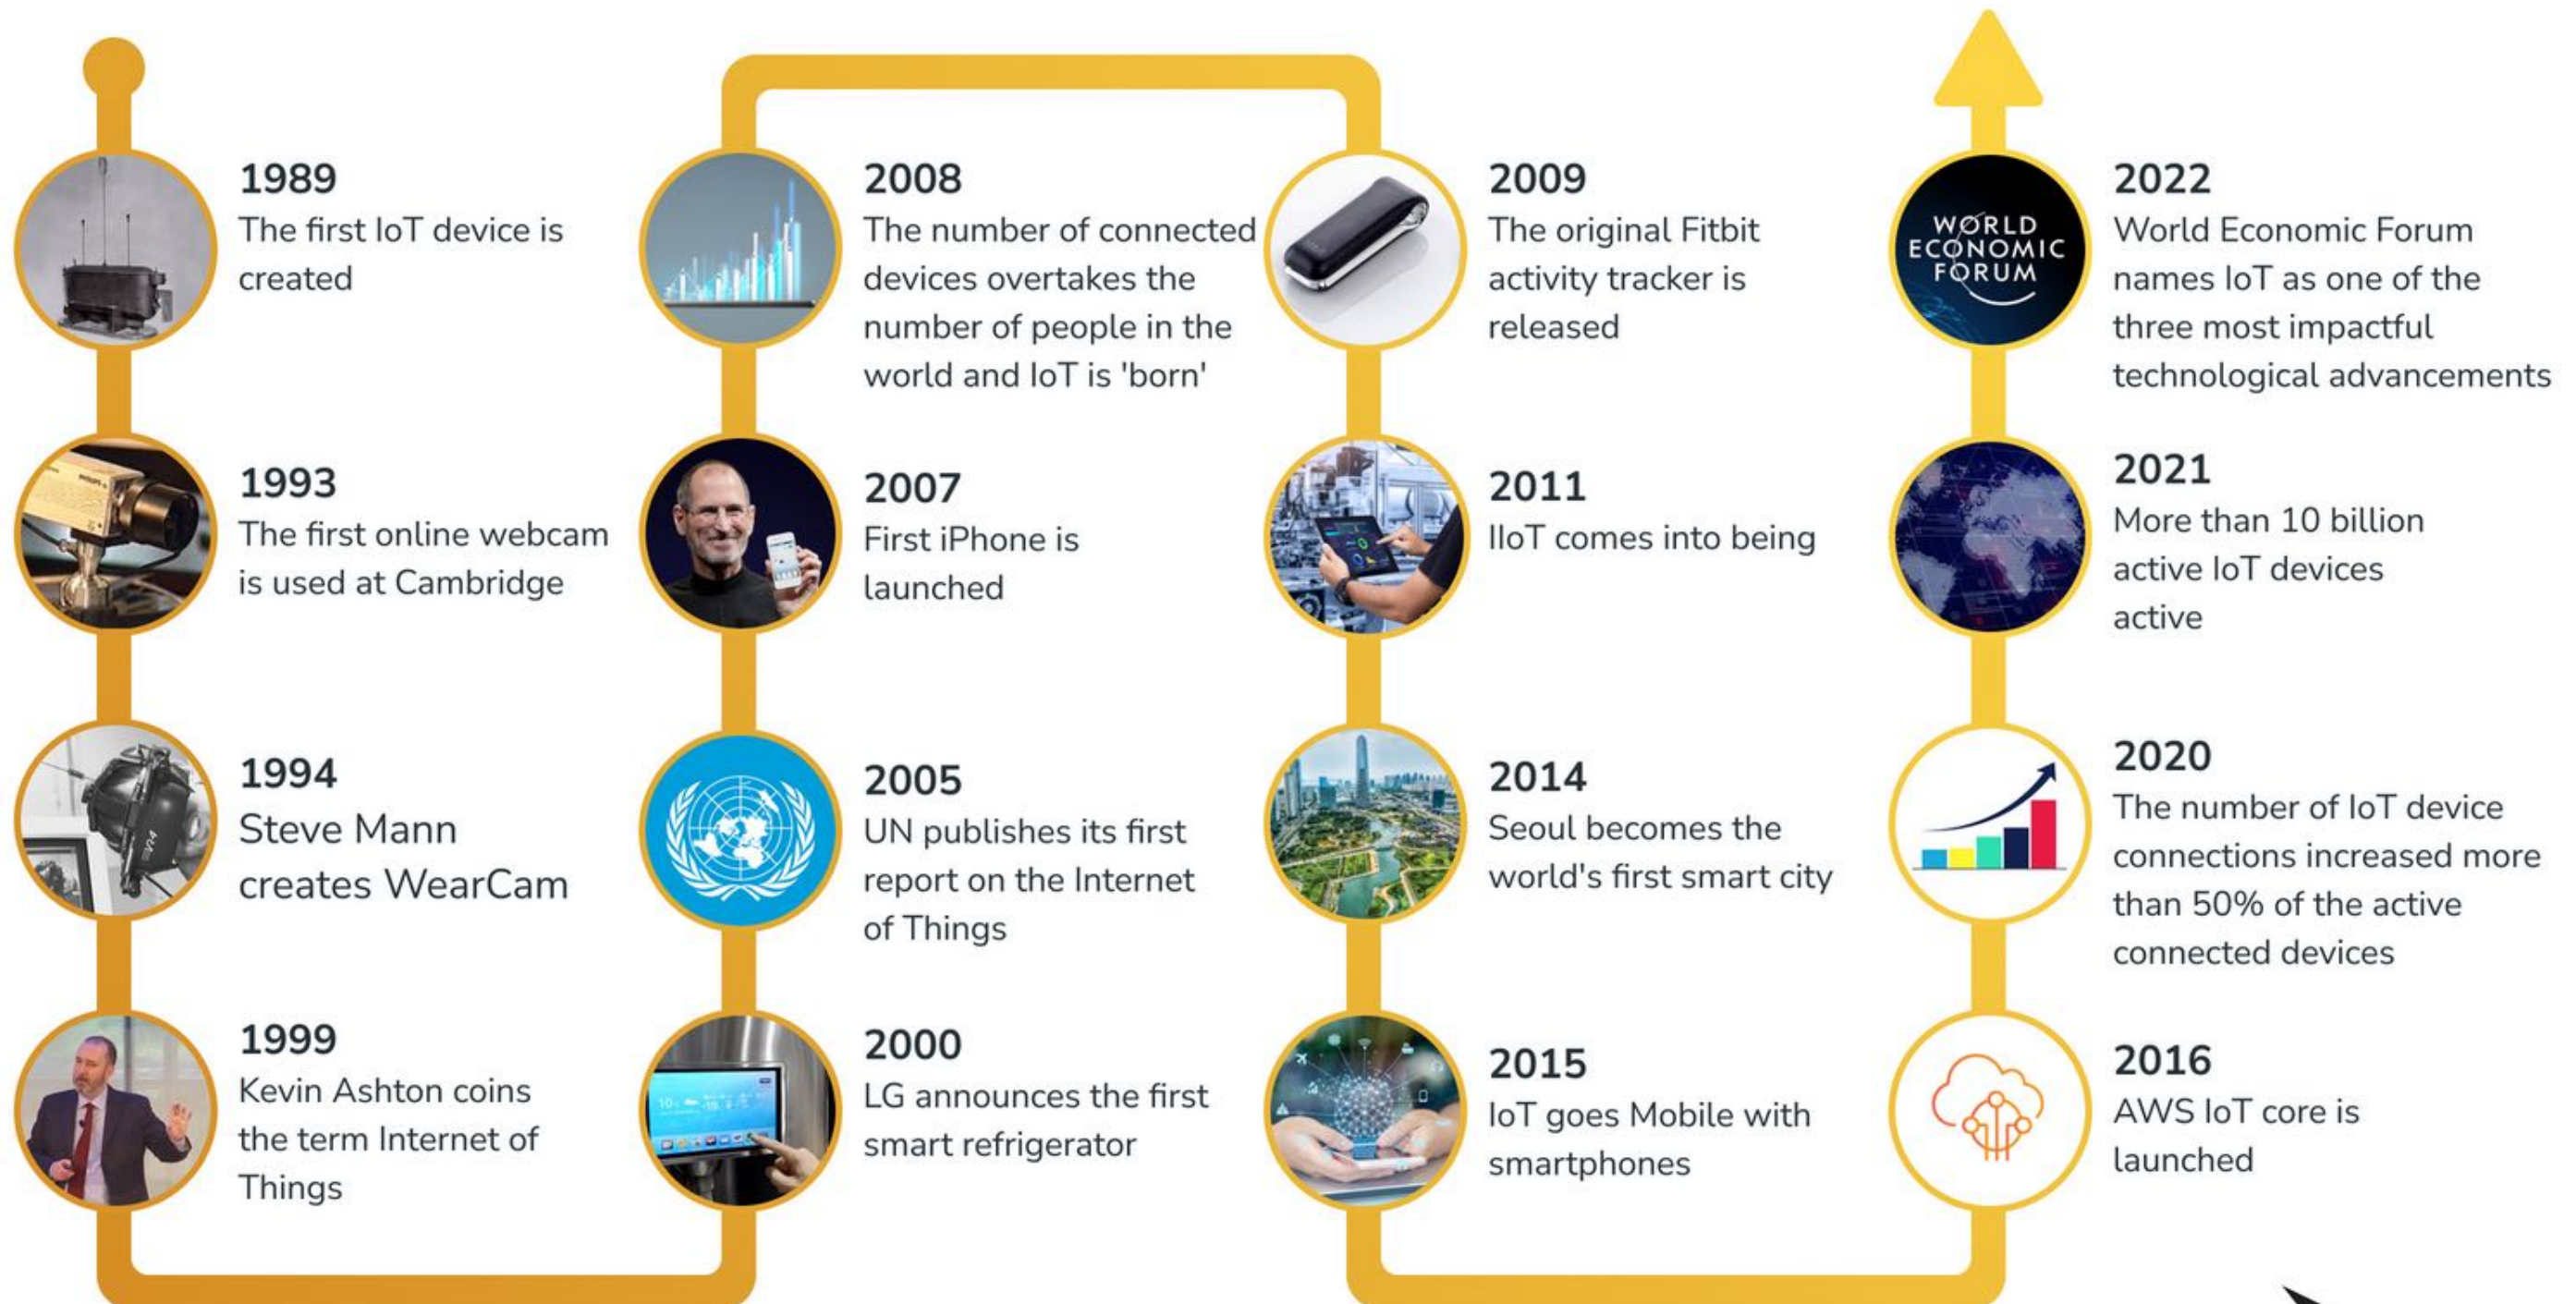 1989
The first IoT device is
created
1993
The first online webcam
is used at Cambridge
1994
Steve Mann
creates WearCam
1999
Kevin Ashton coins
the term Internet of
Things
2000
LG announces the first
smart refrigerator
2005
UN publishes its first
report on the Internet
of Things
2007
First iPhone is
launched
2008
The number of connected
devices overtakes the
number of people in the
world and IoT is 'born'
2009
The original Fitbit
activity tracker is
released
2011
IIoT comes into being
2014
Seoul becomes the
world's first smart city
2015
IoT goes Mobile with
smartphones
2016
AWS IoT core is
launched
2020
The number of IoT device
connections increased more
than 50% of the active
connected devices
2021
More than 10 billion
active IoT devices
active
WORLD
ECONOMIC
FORUM
2022
World Economic Forum
names IoT as one of the
three most impactful
technological advancements